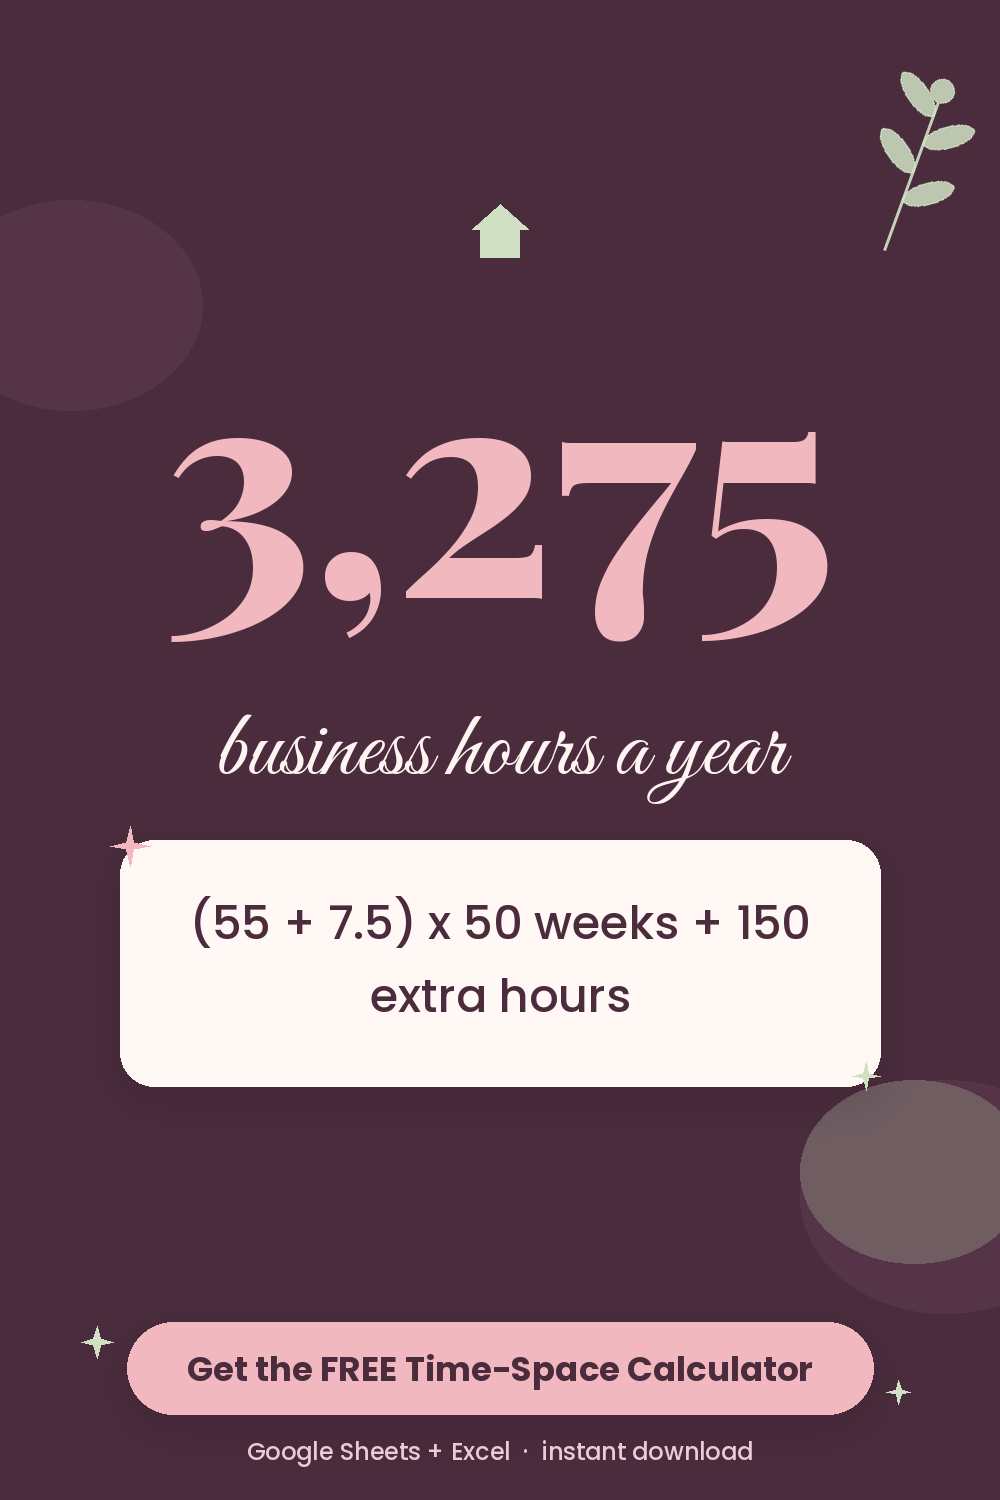 3,275
business hours a year
(55 + 7.5) x 50 weeks + 150
extra hours
Get the FREE Time-Space Calculator
Google Sheets + Excel · instant download